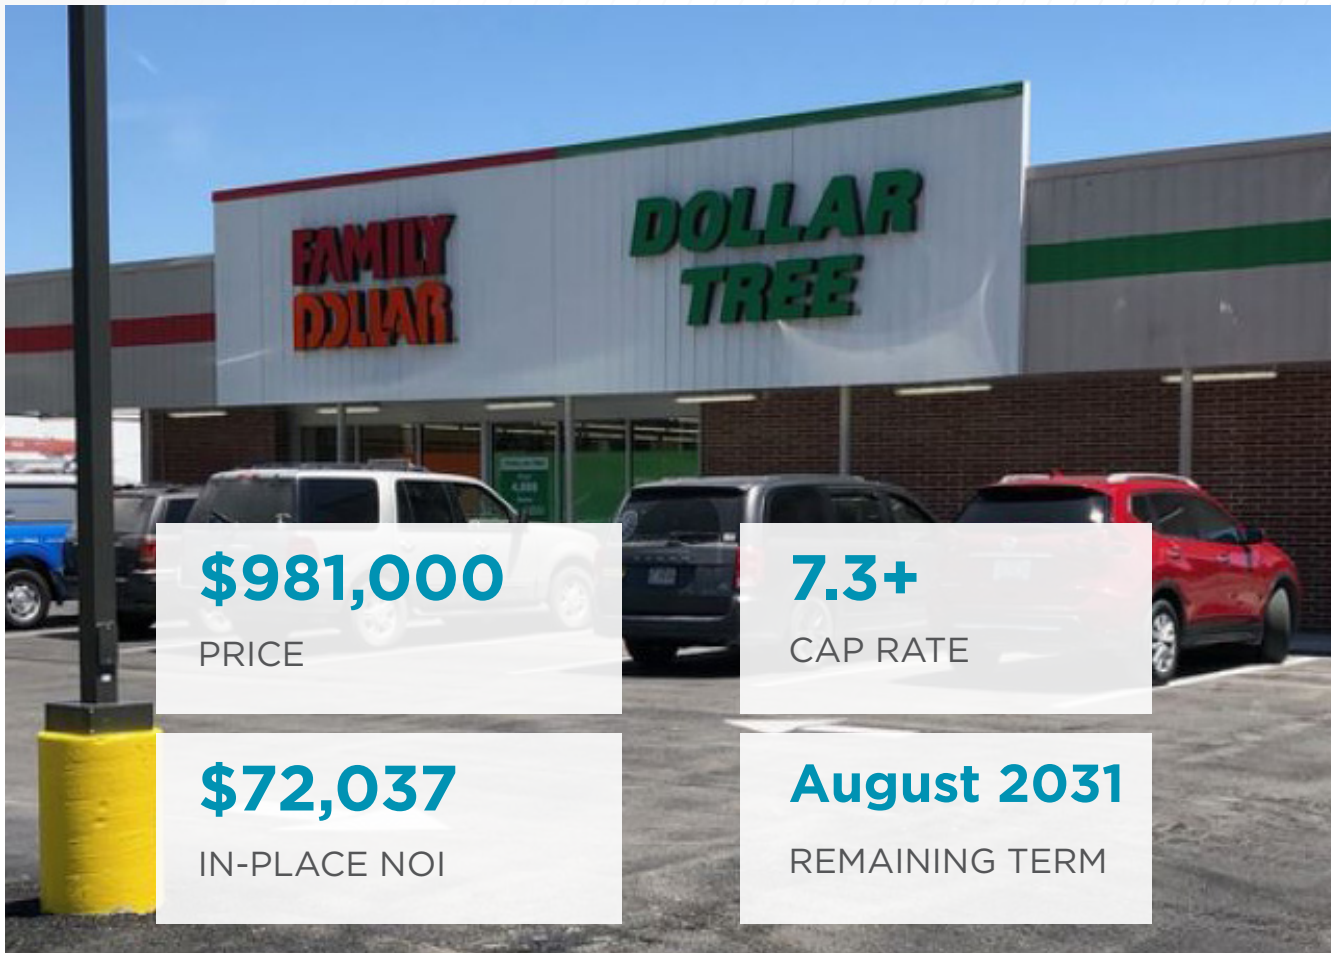 FAMILY
DOLLAR
DOLLAR
TREE
$981,000
PRICE
7.3+
CAP RATE
$72,037
IN-PLACE NOI
August 2031
REMAINING TERM